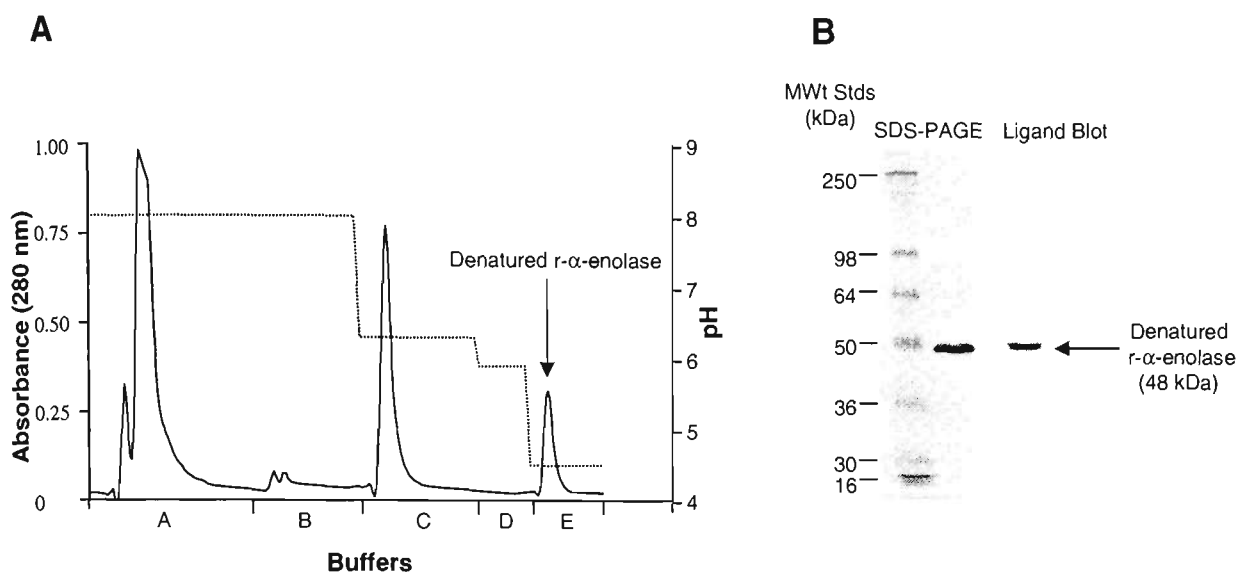 A
Absorbance (280 nm)
1.00
0.75
0.50
0.25
0
Denatured r-α-enolase
9
8
7
6
5
4
pH
A
B
C
D
E
Buffers
B
MWt Stds
(kDa)
SDS-PAGE
Ligand Blot
250
98
64
50
36
30
16
Denatured
r-α-enolase
(48 kDa)